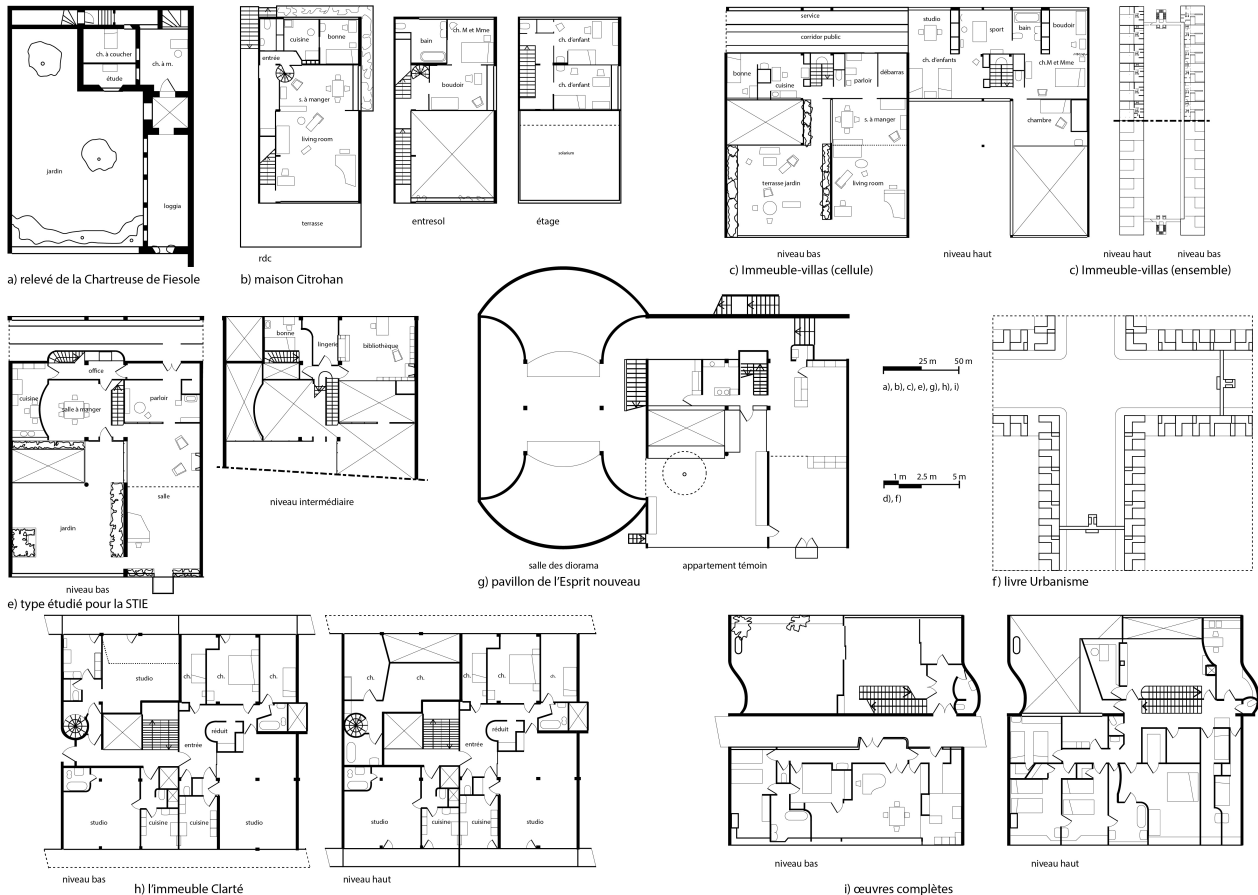 ch. à coucher
étude
ch. à m.
jardin
loggia
a) relevé de la Chartreuse de Fiesole
cuisine
bonne
entrée
s. à manger
living room
terrasse
rdc
bain
ch. M et Mme
boudoir
entresol
ch. d'enfant
ch. d'enfant
solarium
étage
b) maison Citrohan
service
corridor public
bonne
cuisine
parloir
débarras
s. à manger
terrasse jardin
living room
niveau bas
studio
sport
bain
boudoir
ch. d'enfants
ch.M et Mme
chambre
niveau haut
c) Immeuble-villas (cellule)
niveau haut
niveau bas
c) Immeuble-villas (ensemble)
office
cuisine
salle à manger
parloir
salle
jardin
niveau bas
bonne
lingerie
bibliothèque
niveau intermédiaire
e) type étudié pour la STIE
salle des diorama
appartement témoin
g) pavillon de l'Esprit nouveau
25 m
50 m
a), b), c), e), g), h), i)
1 m
2.5 m
5 m
d), f)
f) livre Urbanisme
studio
ch.
ch.
ch.
réduit
entrée
studio
cuisine
cuisine
studio
niveau bas
ch.
ch.
ch.
ch.
ch.
réduit
entrée
studio
cuisine
cuisine
studio
niveau haut
h) l'immeuble Clarté
niveau bas
niveau haut
i) œuvres complètes